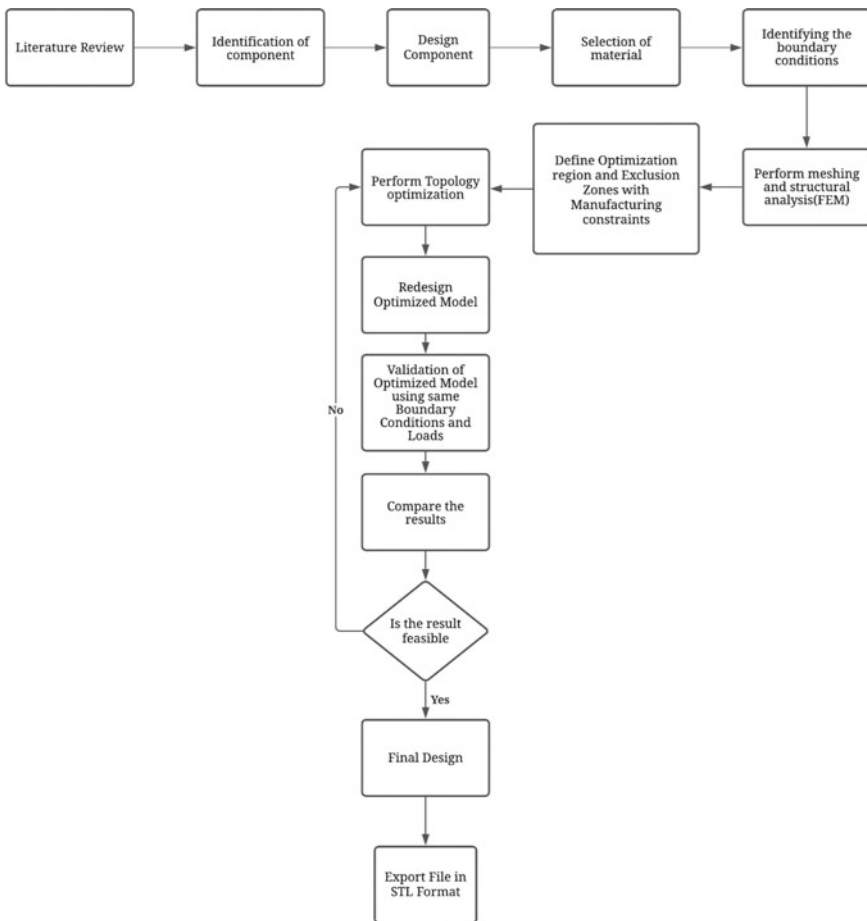 Literature Review
Identification of
component
Design
Component
Selection of
material
Identifying the
boundary
conditions
Perform meshing
and structural
analysis(FEM)
Define Optimization
region and Exclusion
Zones with
Manufacturing
constraints
Perform Topology
optimization
Redesign
Optimized Model
Validation of
Optimized Model
using same
Boundary
Conditions and
Loads
Compare the
results
Is the result
feasible
No
Yes
Final Design
Export File in
STL Format